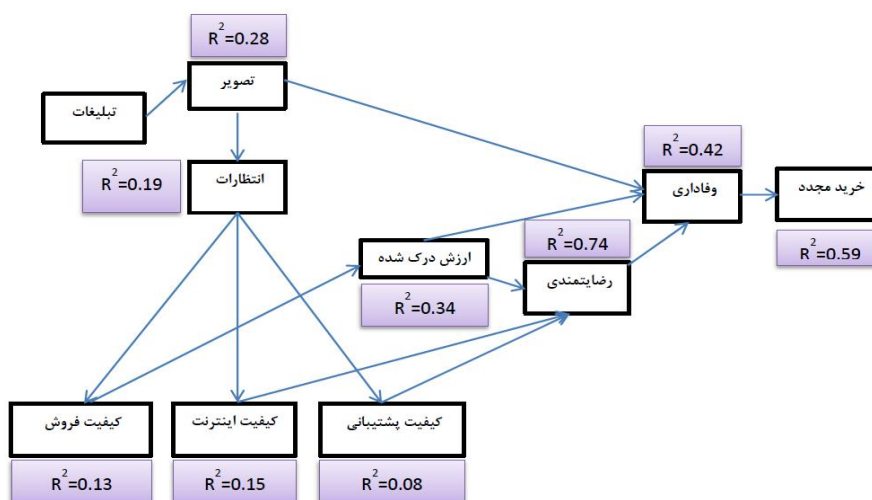 R²=0.28
تصویر
تبلیغات
R²=0.19
انتظارات
R²=0.42
وفاداری
خرید مجدد
R²=0.59
R²=0.74
رضایتمندی
ارزش درک شده
R²=0.34
کیفیت فروش
کیفیت اینترنت
کیفیت پشتیبانی
R²=0.13
R²=0.15
R²=0.08